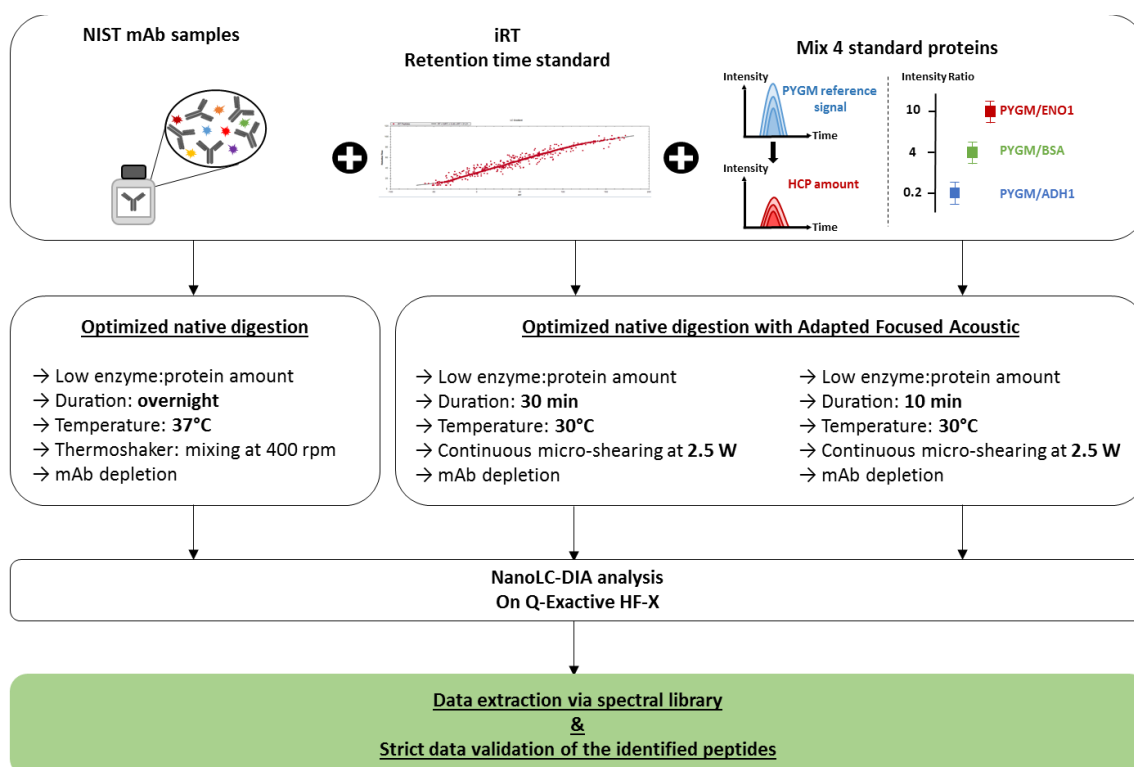 NIST mAb samples
iRT
Retention time standard
Mix 4 standard proteins
Intensity
PYGM reference
signal
Time
HCP amount
Intensity
Time
Intensity Ratio
10
PYGM/ENO1
4
PYGM/BSA
0.2
PYGM/ADH1
Optimized native digestion
→ Low enzyme:protein amount
→ Duration: overnight
→ Temperature: 37°C
→ Thermoshaker: mixing at 400 rpm
→ mAb depletion
Optimized native digestion with Adapted Focused Acoustic
→ Low enzyme:protein amount
→ Duration: 30 min
→ Temperature: 30°C
→ Continuous micro-shearing at 2.5 W
→ mAb depletion
→ Low enzyme:protein amount
→ Duration: 10 min
→ Temperature: 30°C
→ Continuous micro-shearing at 2.5 W
→ mAb depletion
NanoLC-DIA analysis
On Q-Exactive HF-X
Data extraction via spectral library
&
Strict data validation of the identified peptides